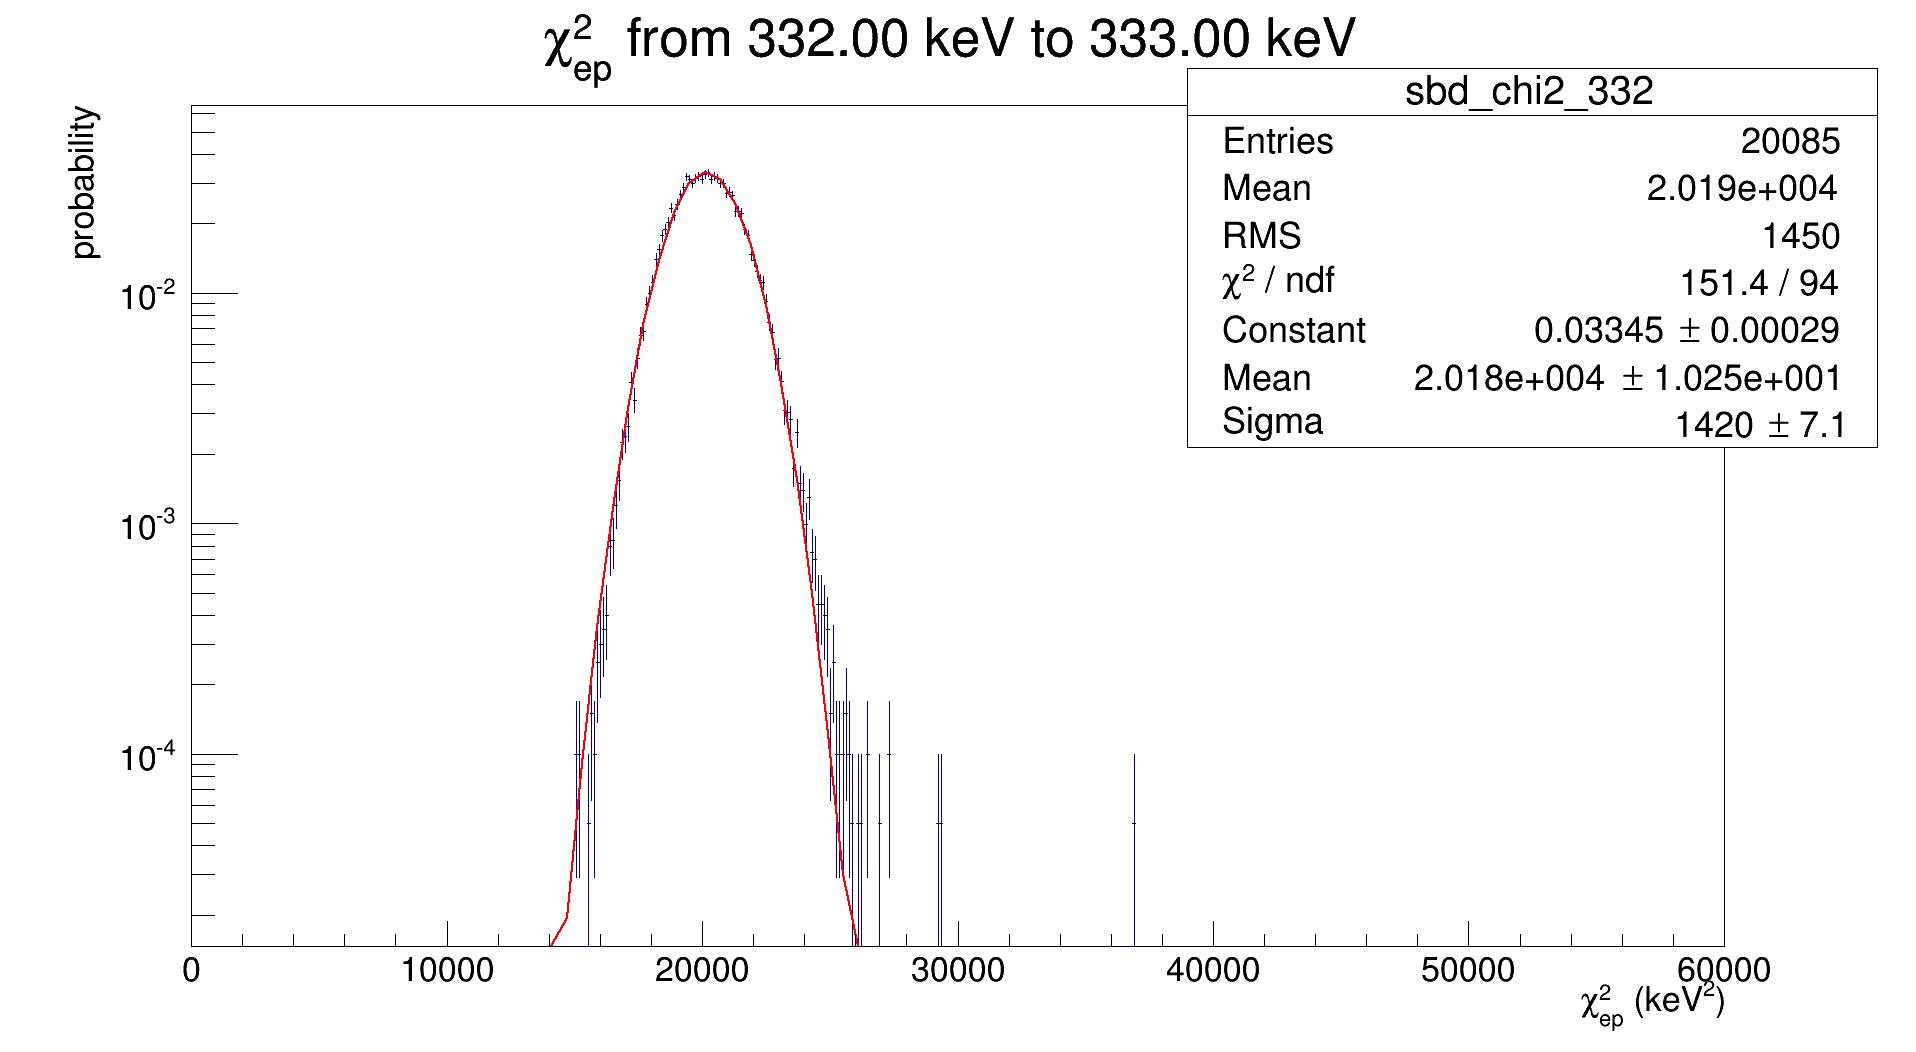 χ²ep from 332.00 keV to 333.00 keV
sbd_chi2_332
Entries 20085
Mean 2.019e+004
RMS 1450
χ² / ndf 151.4 / 94
Constant 0.03345 ± 0.00029
Mean 2.018e+004 ± 1.025e+001
Sigma 1420 ± 7.1
probability
10⁻²
10⁻³
10⁻⁴
0 10000 20000 30000 40000 50000 60000
χ²ep (keV²)